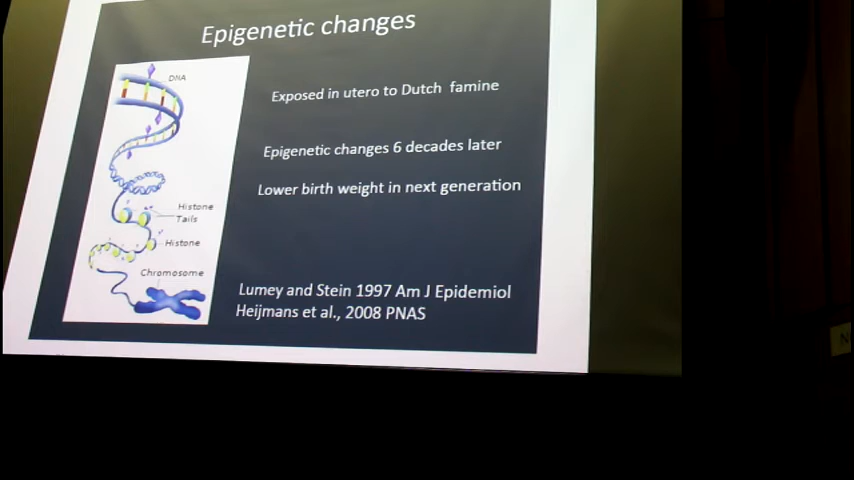 Epigenetic changes
DNA
Exposed in utero to Dutch famine
Epigenetic changes 6 decades later
Lower birth weight in next generation
Histone
Tails
Histone
Chromosome
Lumey and Stein 1997 Am J Epidemiol
Heijmans et al., 2008 PNAS